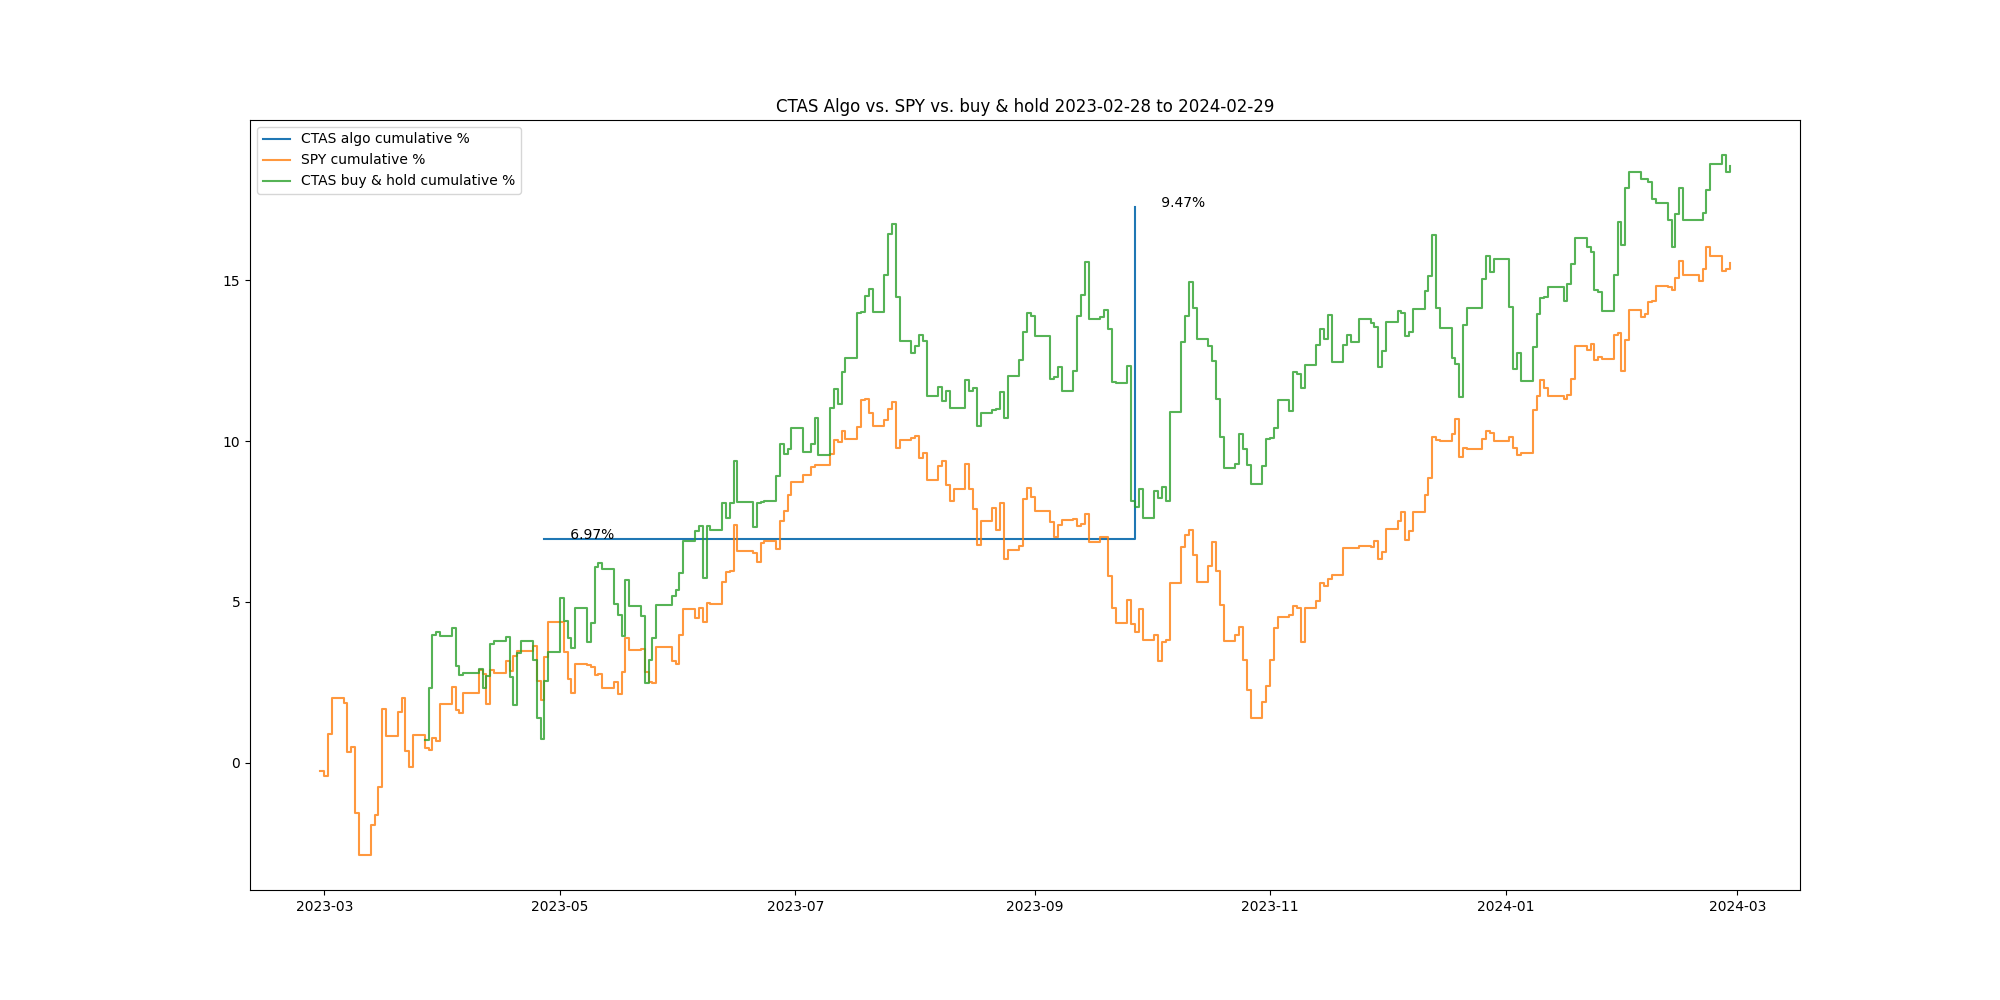 CTAS Algo vs. SPY vs. buy & hold 2023-02-28 to 2024-02-29
CTAS algo cumulative %
SPY cumulative %
CTAS buy & hold cumulative %
9.47%
6.97%
15
10
5
0
2023-03 2023-05 2023-07 2023-09 2023-11 2024-01 2024-03